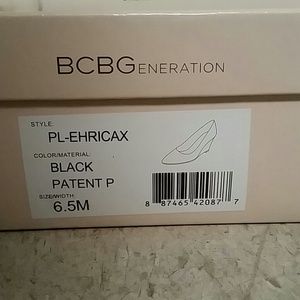 BCBGENERATION
STYLE:
PL-EHRICAX
COLOR/MATERIAL:
BLACK
PATENT P
SIZE/WIDTH
6.5M
8 87465 42087 7